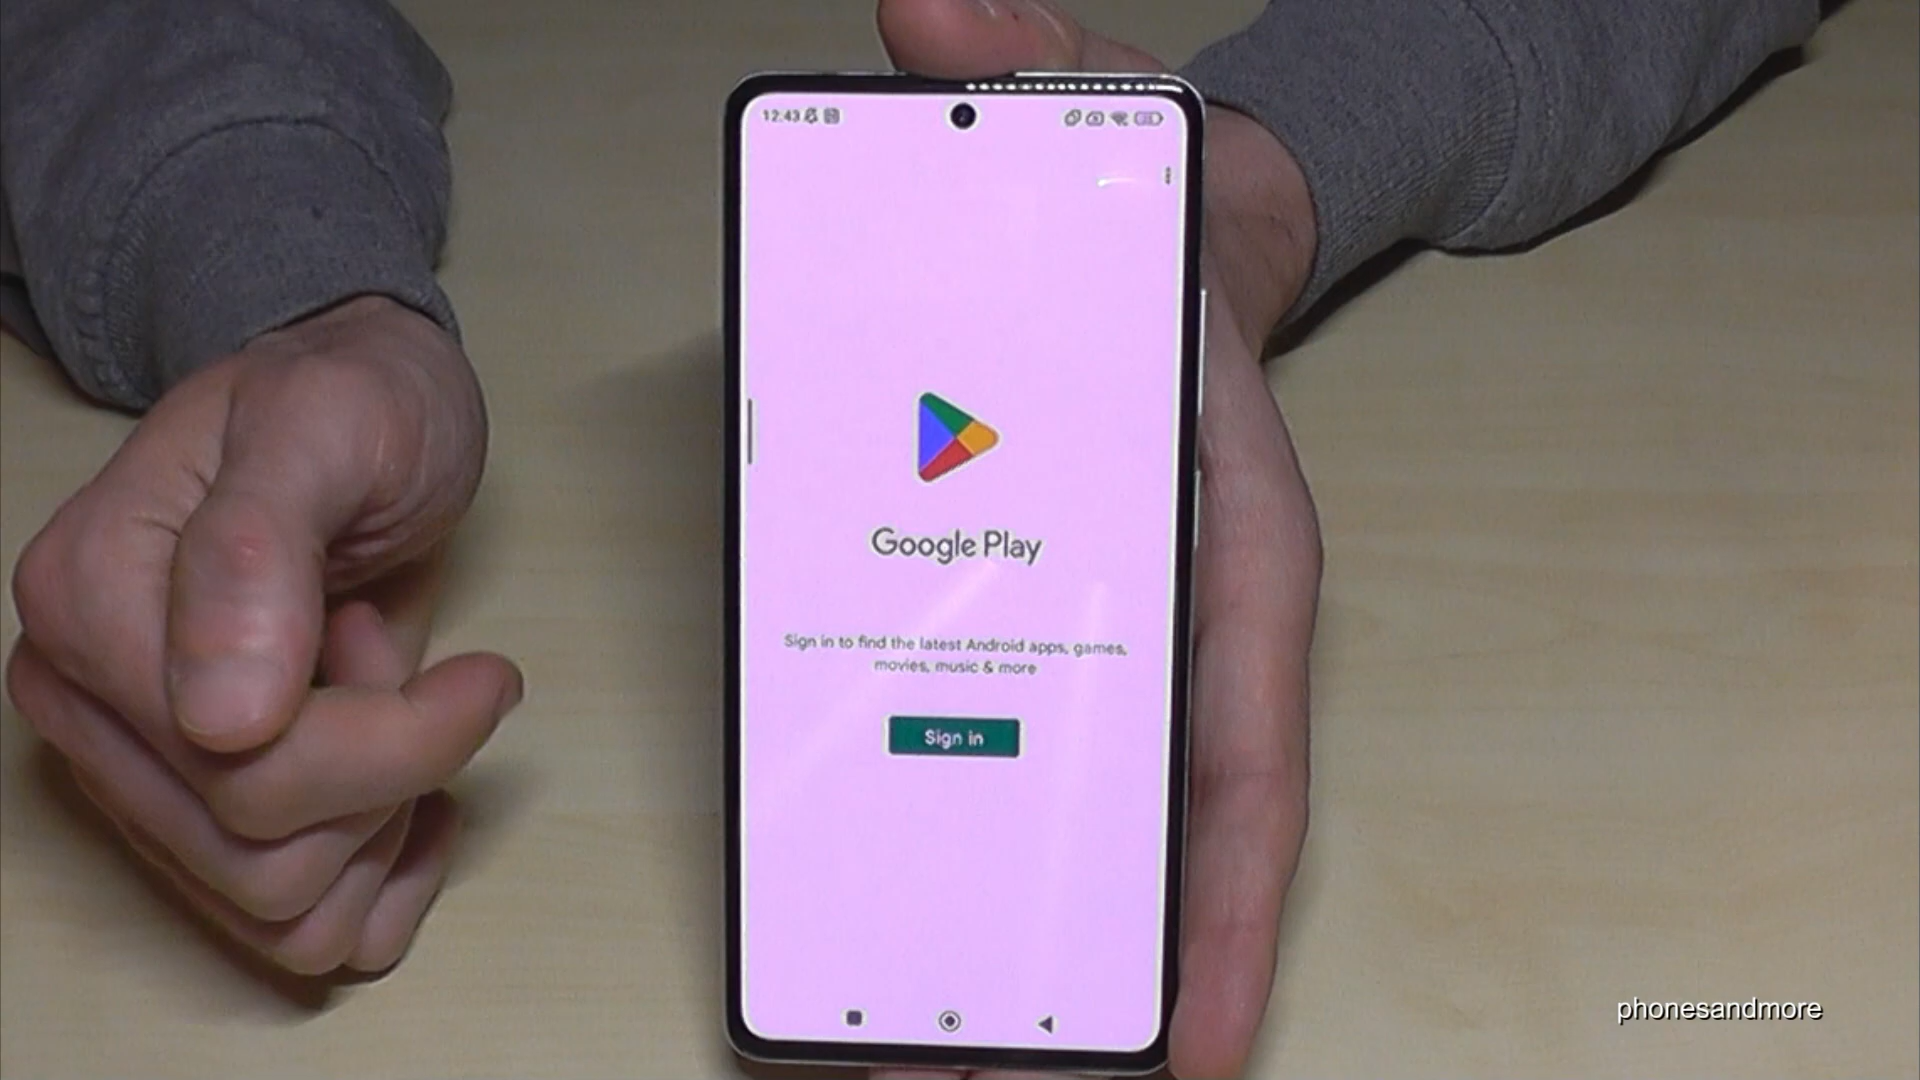 12:43
Google Play
Sign in to find the latest Android apps, games,
movies, music & more
Sign in
phonesandmore